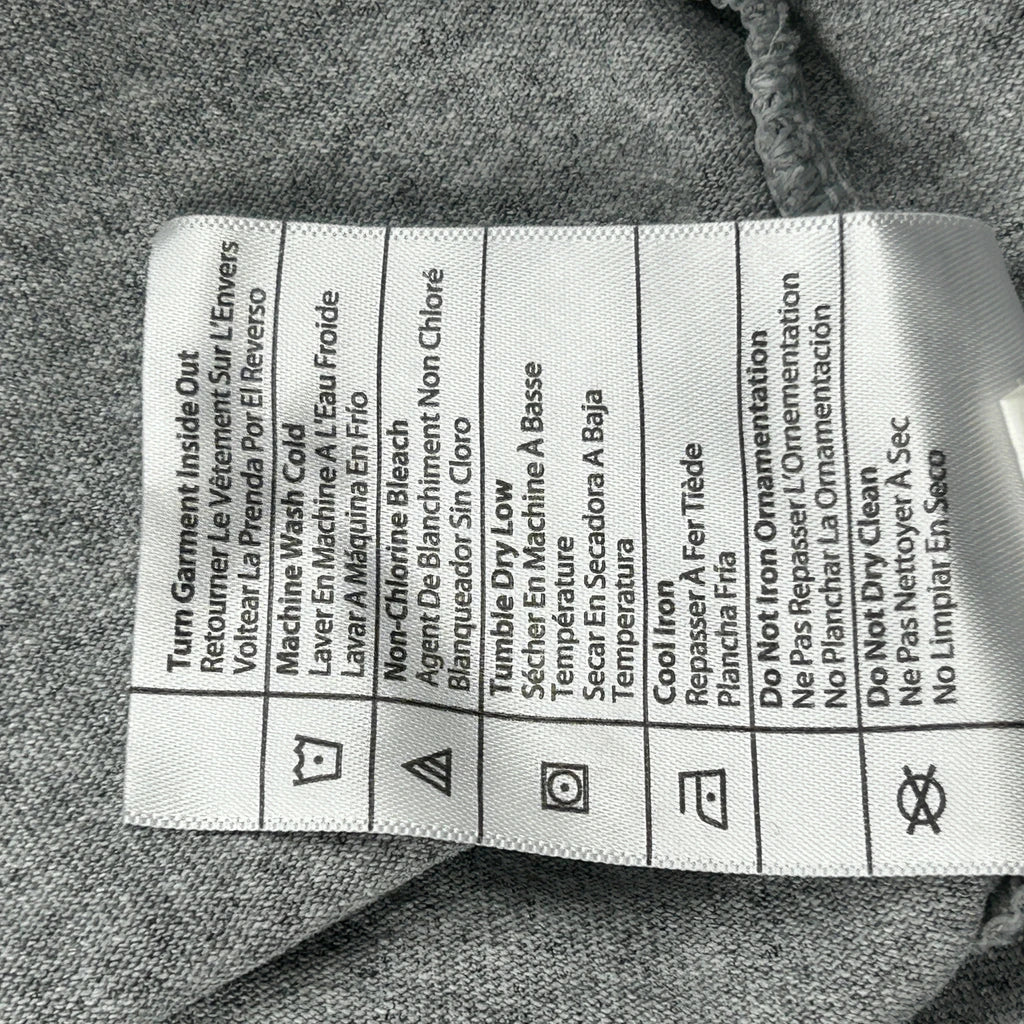 Turn Garment Inside Out
Retourner Le Vêtement Sur L'Envers
Voltear La Prenda Por El Reverso
Machine Wash Cold
Laver En Machine A L'Eau Froide
Lavar A Máquina En Frío
Non-Chlorine Bleach
Agent De Blanchiment Non Chloré
Blanqueador Sin Cloro
Tumble Dry Low
Sécher En Machine A Basse
Température
Secar En Secadora A Baja
Temperatura
Cool Iron
Repasser À Fer Tiède
Plancha Fría
Do Not Iron Ornamentation
Ne Pas Repasser L'Ornementation
No Planchar La Ornamentación
Do Not Dry Clean
Ne Pas Nettoyer A Sec
No Limpiar En Seco